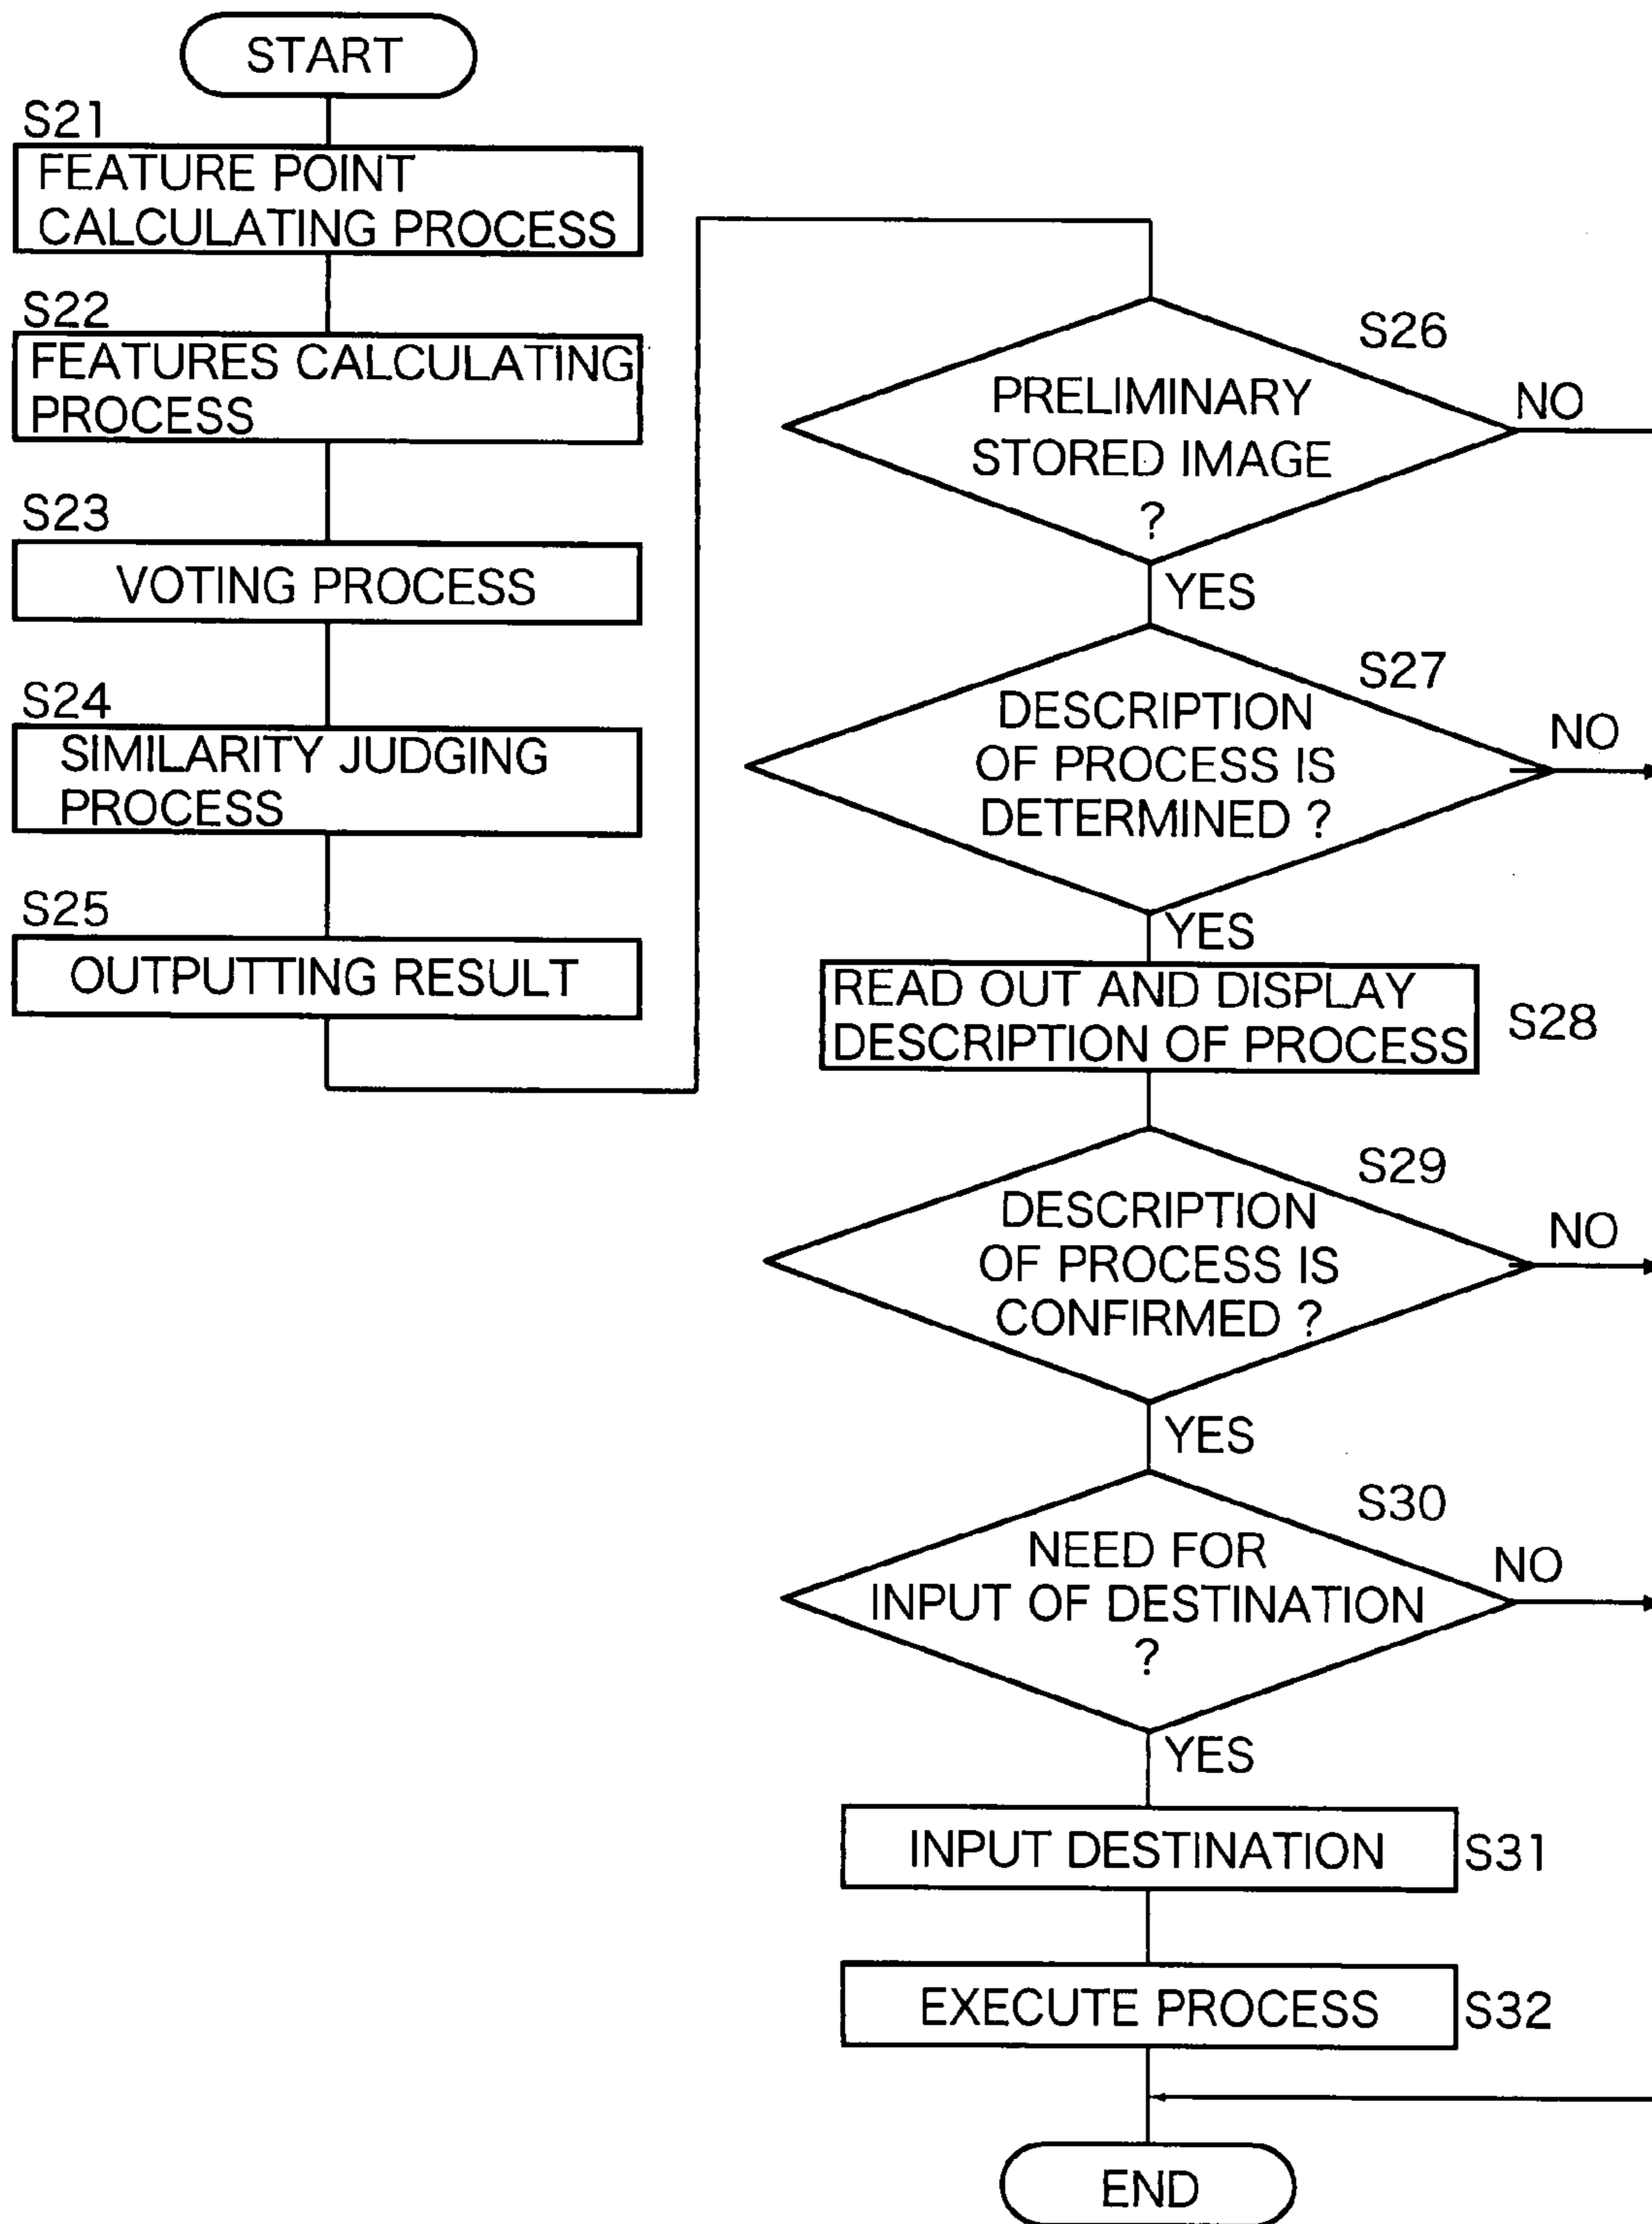 START
S21
FEATURE POINT
CALCULATING PROCESS
S22
FEATURES CALCULATING
PROCESS
S23
VOTING PROCESS
S24
SIMILARITY JUDGING
PROCESS
S25
OUTPUTTING RESULT
S26
PRELIMINARY
STORED IMAGE
?
NO
YES
S27
DESCRIPTION
OF PROCESS IS
DETERMINED ?
NO
YES
READ OUT AND DISPLAY
DESCRIPTION OF PROCESS
S28
S29
DESCRIPTION
OF PROCESS IS
CONFIRMED ?
NO
YES
S30
NEED FOR
INPUT OF DESTINATION
?
NO
YES
INPUT DESTINATION
S31
EXECUTE PROCESS
S32
END